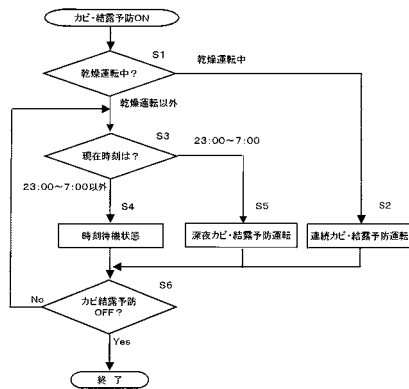 カビ・結露予防ON
S1
乾燥運転中?
乾燥運転中
乾燥運転以外
S3
現在時刻は?
23:00～7:00
23:00～7:00以外
S4
S5
S2
時刻待機状態
深夜カビ・結露予防運転
連続カビ・結露予防運転
S6
カビ結露予防
OFF?
No
Yes
終 了